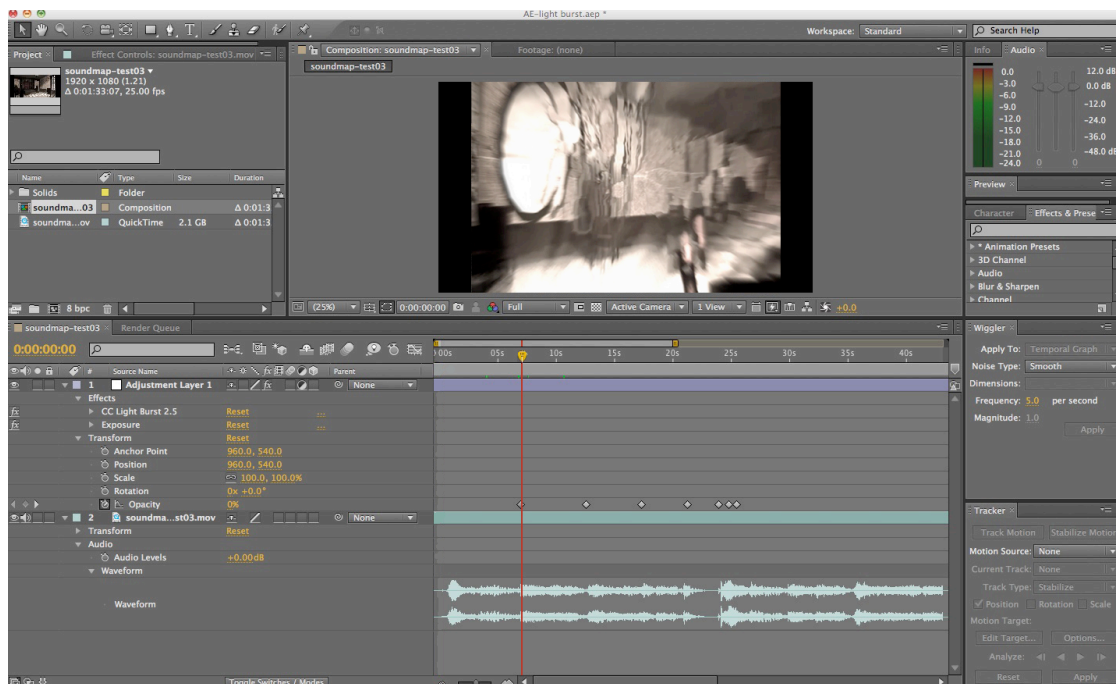 AE-light burst.aep *
Workspace: Standard
Search Help
Project
Effect Controls: soundmap-test03.mov
soundmap-test03
1920 x 1080 (1.21)
Δ 0:01:33:07, 25.00 fps
Name Type Size Duration
Solids Folder
soundma...03 Composition Δ 0:01:3
soundma...ov QuickTime 2.1 GB Δ 0:01:3
8 bpc
Composition: soundmap-test03
Footage: (none)
soundmap-test03
(25%) 0:00:00:00 Full Active Camera 1 View +0.0
Info Audio
0.0 12.0 dB
-3.0 0.0 dB
-6.0
-9.0 -12.0
-12.0 -24.0
-15.0
-18.0 -36.0
-21.0 -48.0 dB
-24.0 0 0
Preview
Character Effects & Prese
* Animation Presets
3D Channel
Audio
Blur & Sharpen
Channel
soundmap-test03 Render Queue
0:00:00:00
00s 05s 10s 15s 20s 25s 30s 35s 40s
# Source Name Parent
1 Adjustment Layer 1 None
Effects
CC Light Burst 2.5 Reset ...
Exposure Reset ...
Transform Reset
Anchor Point 960.0, 540.0
Position 960.0, 540.0
Scale 100.0, 100.0%
Rotation 0x +0.0°
Opacity 0%
2 soundma...st03.mov None
Transform Reset
Audio
Audio Levels +0.00dB
Waveform
Waveform
Toggle Switches / Modes
Wiggler
Apply To: Temporal Graph
Noise Type: Smooth
Dimensions:
Frequency: 5.0 per second
Magnitude: 1.0
Apply
Tracker
Track Motion Stabilize Motion
Motion Source: None
Current Track: None
Track Type: Stabilize
Position Rotation Scale
Motion Target:
Edit Target... Options...
Analyze:
Reset Apply